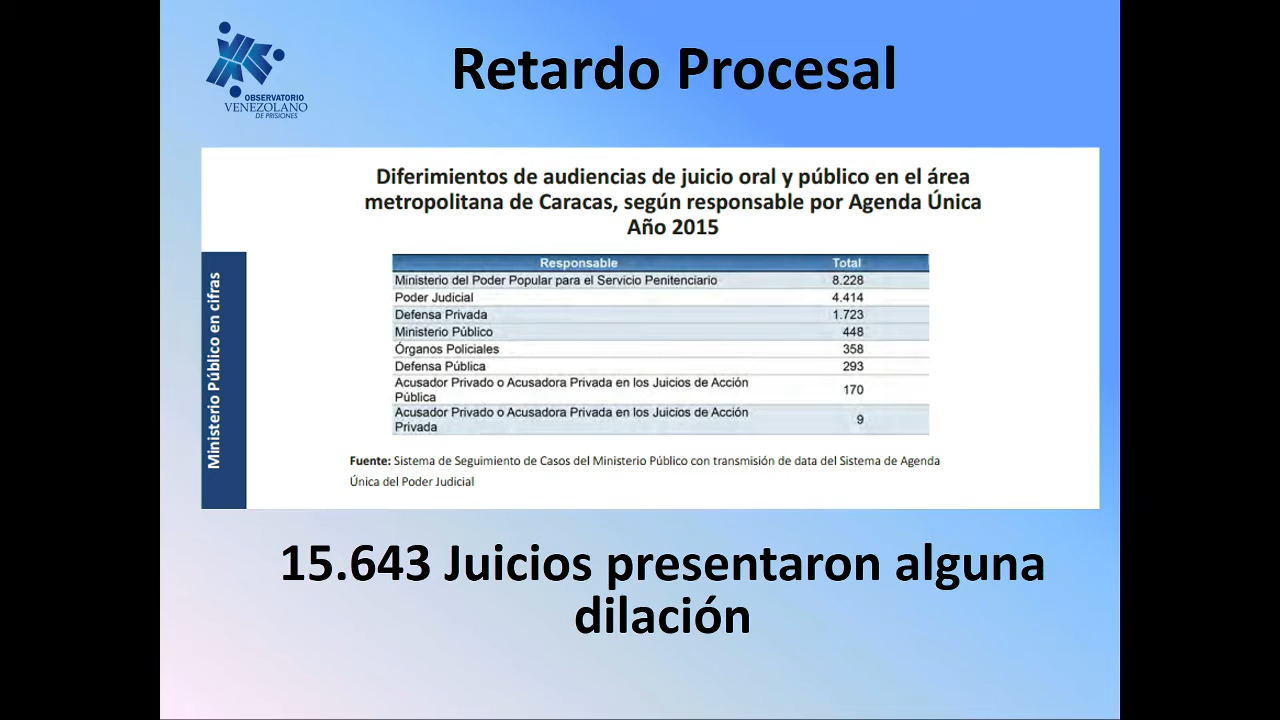 OBSERVATORIO
VENEZOLANO
DE PRISIONES
Retardo Procesal
Diferimientos de audiencias de juicio oral y público en el área
metropolitana de Caracas, según responsable por Agenda Única
Año 2015
Ministerio Público en cifras
Responsable Total
Ministerio del Poder Popular para el Servicio Penitenciario 8.228
Poder Judicial 4.414
Defensa Privada 1.723
Ministerio Público 448
Órganos Policiales 358
Defensa Pública 293
Acusador Privado o Acusadora Privada en los Juicios de Acción
Pública 170
Acusador Privado o Acusadora Privada en los Juicios de Acción
Privada 9
Fuente: Sistema de Seguimiento de Casos del Ministerio Público con transmisión de data del Sistema de Agenda
Única del Poder Judicial
15.643 Juicios presentaron alguna
dilación